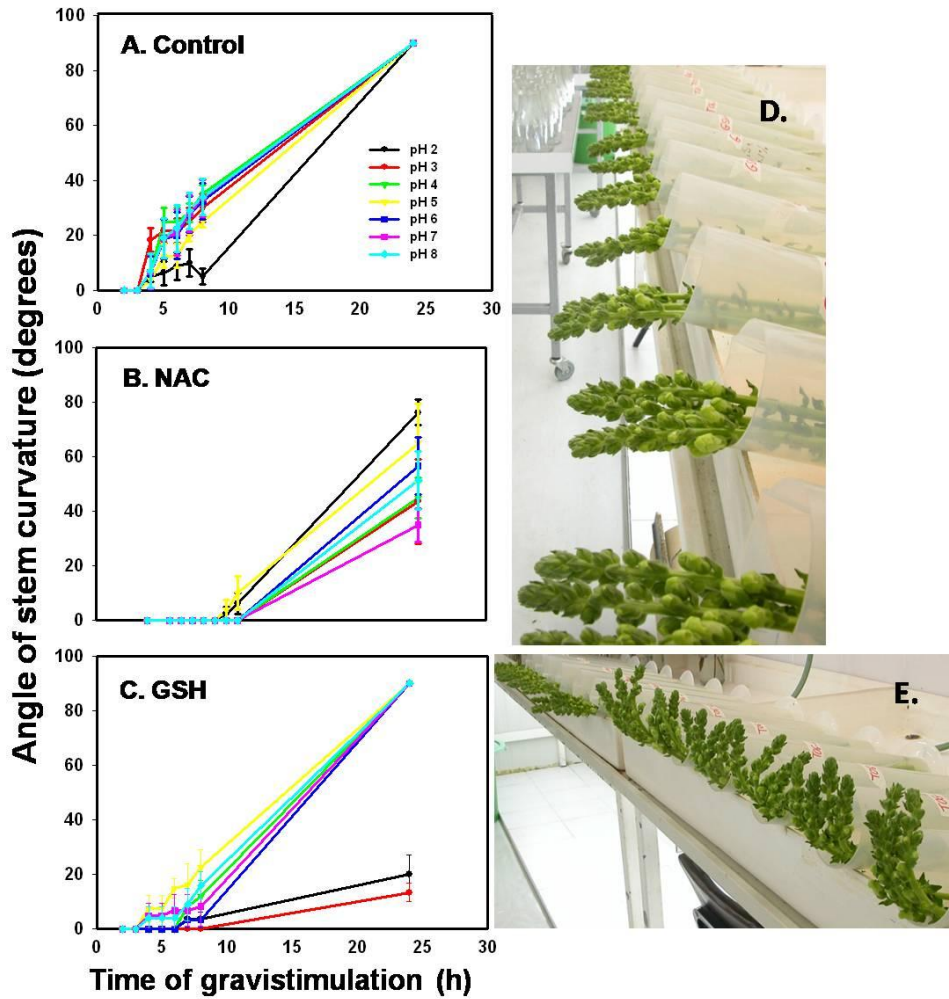 Angle of stem curvature (degrees)
A. Control
100
80
60
40
20
0
0 5 10 15 20 25 30
pH 2
pH 3
pH 4
pH 5
pH 6
pH 7
pH 8
B. NAC
100
80
60
40
20
0
C. GSH
100
80
60
40
20
0
0 5 10 15 20 25 30
Time of gravistimulation (h)
D.
E.